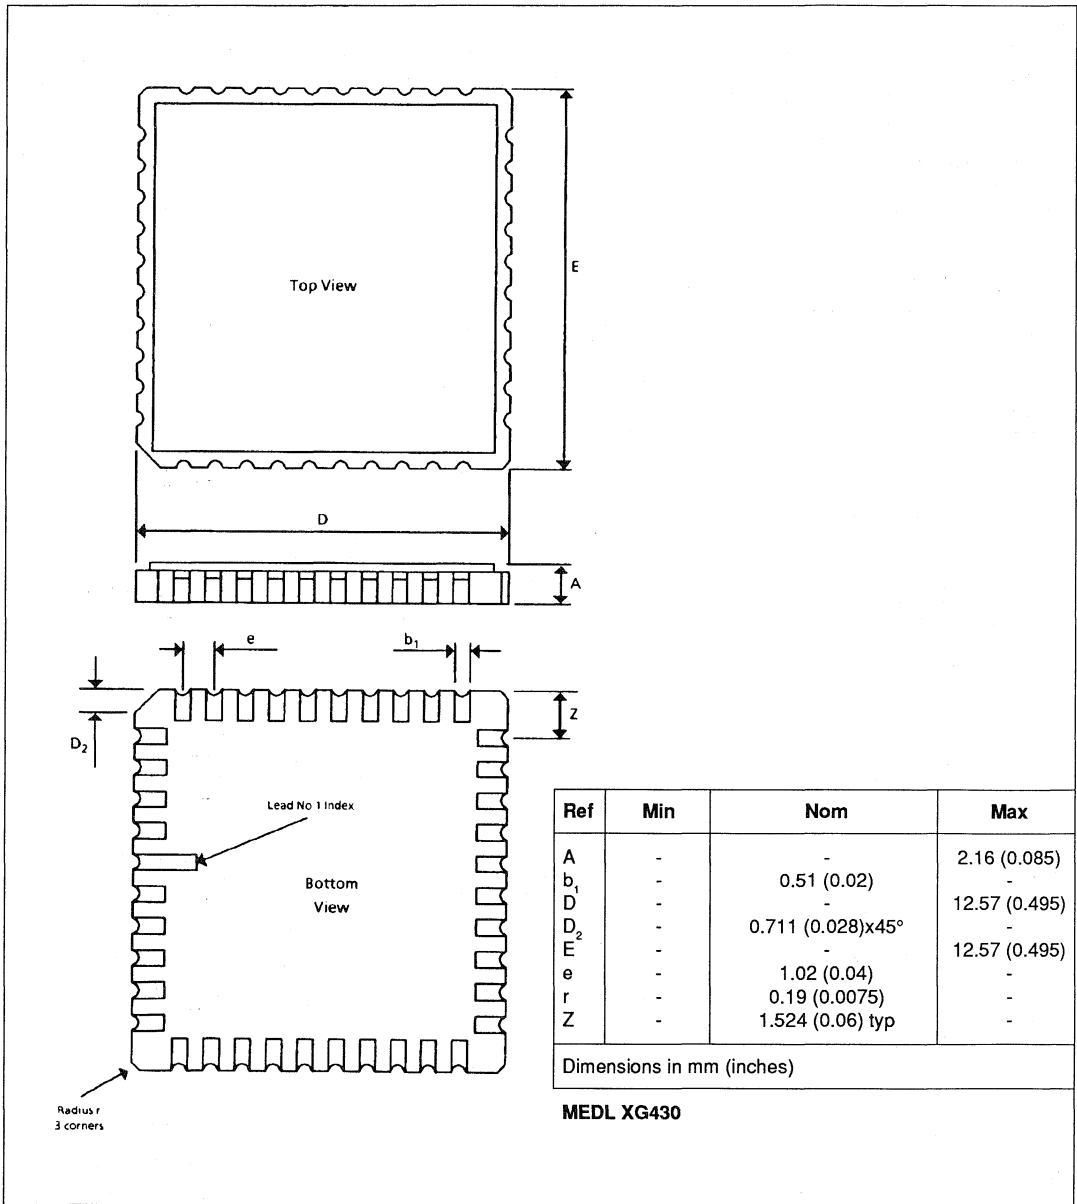 Top View
E
D
A
e
b₁
Z
D₂
Lead No 1 Index
Bottom
View
Radius r
3 corners
Ref Min Nom Max
A - - 2.16 (0.085)
b₁ - 0.51 (0.02) -
D - - 12.57 (0.495)
D₂ - 0.711 (0.028)x45° -
E - - 12.57 (0.495)
e - 1.02 (0.04) -
r - 0.19 (0.0075) -
Z - 1.524 (0.06) typ -
Dimensions in mm (inches)
MEDL XG430